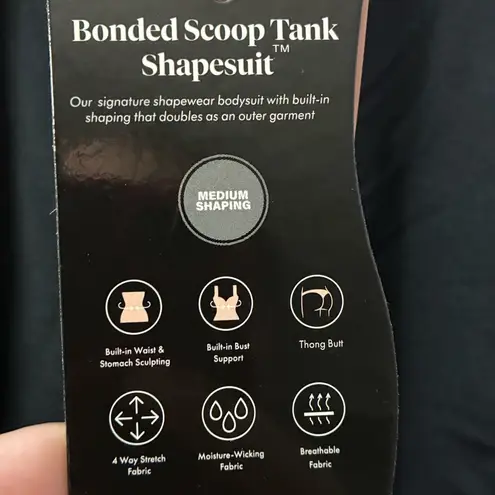 Bonded Scoop Tank
Shapesuit™
Our signature shapewear bodysuit with built-in
shaping that doubles as an outer garment
MEDIUM
SHAPING
Built-in Waist &
Stomach Sculpting
Built-in Bust
Support
Thong Butt
4 Way Stretch
Fabric
Moisture-Wicking
Fabric
Breathable
Fabric